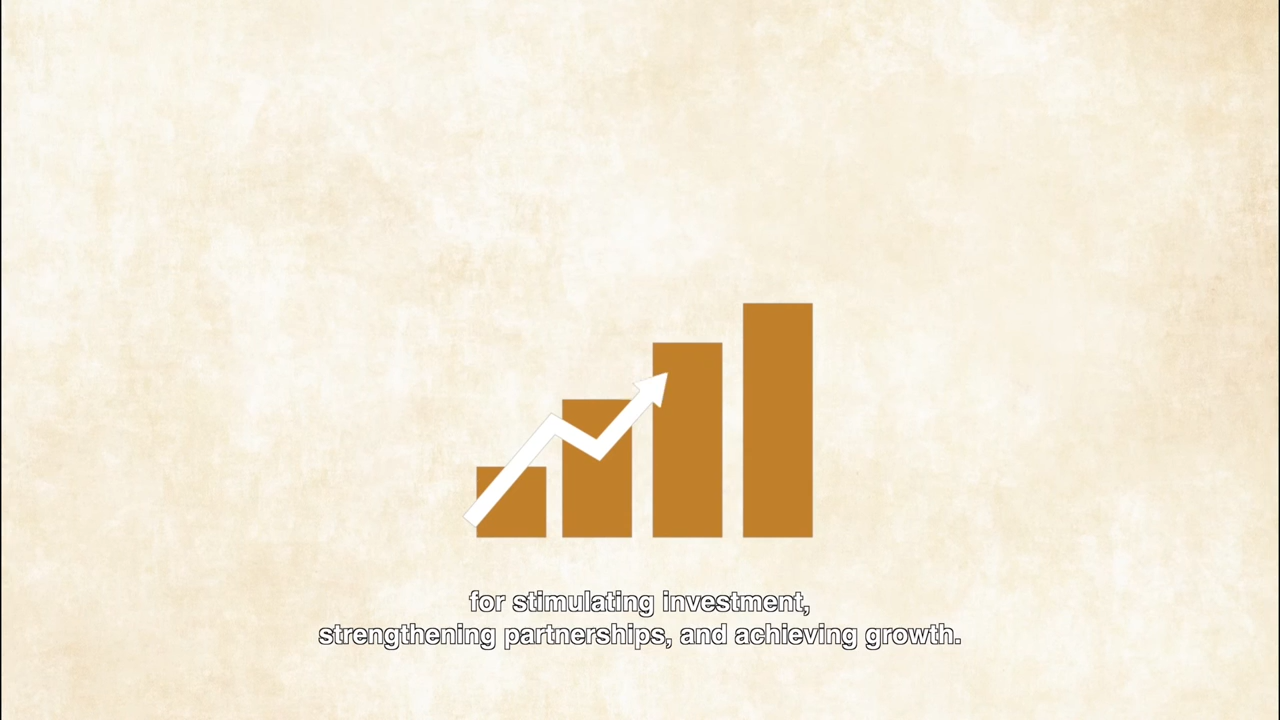 for stimulating investment,
strengthening partnerships, and achieving growth.